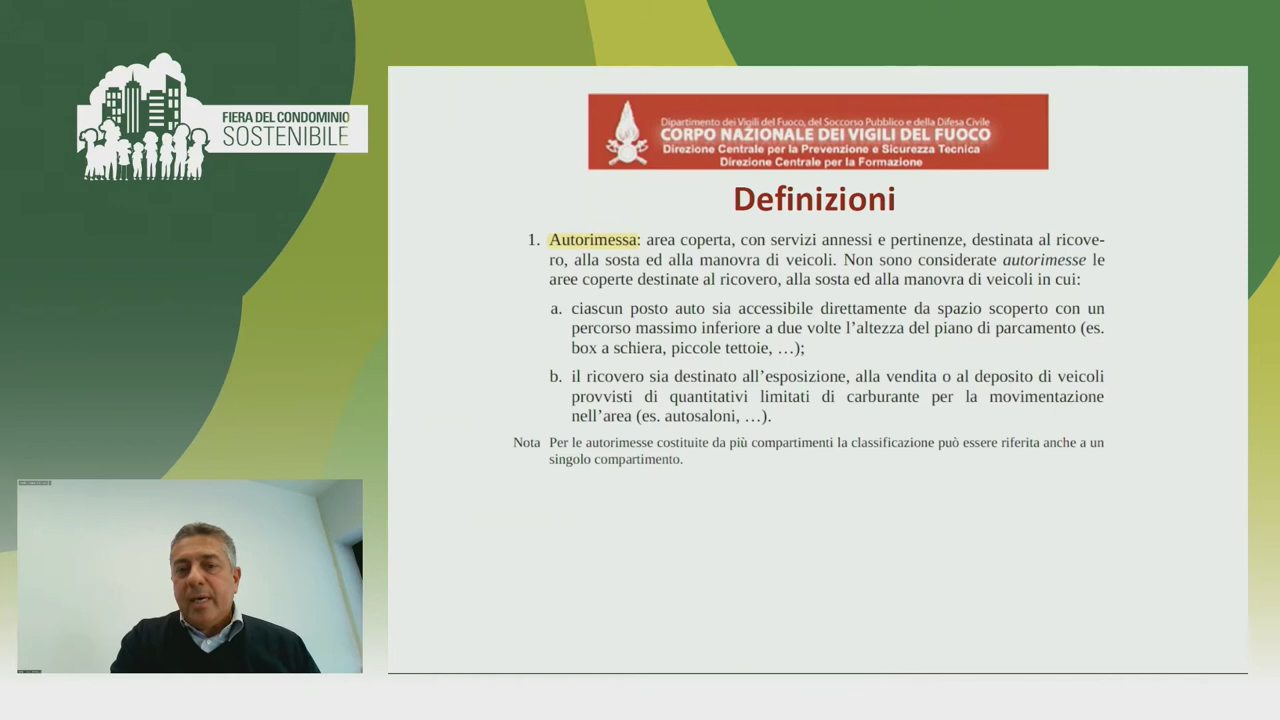 FIERA DEL CONDOMINIO
SOSTENIBILE
Dipartimento dei Vigili del Fuoco, del Soccorso Pubblico e della Difesa Civile
CORPO NAZIONALE DEI VIGILI DEL FUOCO
Direzione Centrale per la Prevenzione e Sicurezza Tecnica
Direzione Centrale per la Formazione
Definizioni
1. Autorimessa: area coperta, con servizi annessi e pertinenze, destinata al ricove-
ro, alla sosta ed alla manovra di veicoli. Non sono considerate autorimesse le
aree coperte destinate al ricovero, alla sosta ed alla manovra di veicoli in cui:
a. ciascun posto auto sia accessibile direttamente da spazio scoperto con un
percorso massimo inferiore a due volte l’altezza del piano di parcamento (es.
box a schiera, piccole tettoie, …);
b. il ricovero sia destinato all’esposizione, alla vendita o al deposito di veicoli
provvisti di quantitativi limitati di carburante per la movimentazione
nell’area (es. autosaloni, …).
Nota Per le autorimesse costituite da più compartimenti la classificazione può essere riferita anche a un
singolo compartimento.